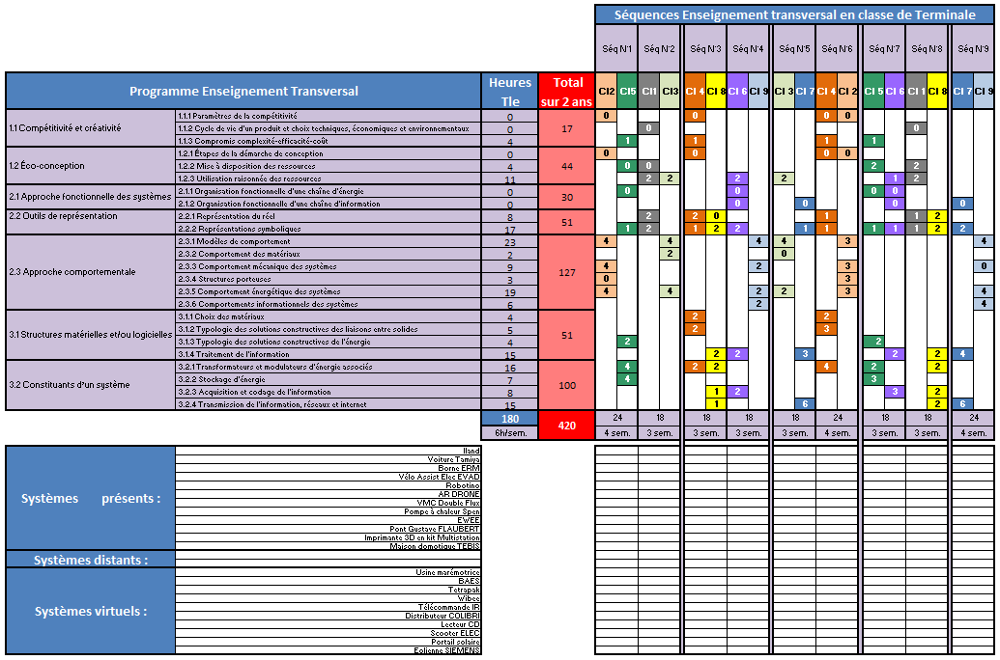 Séquences Enseignement transversal en classe de Terminale
Séq N°1 Séq N°2 Séq N°3 Séq N°4 Séq N°5 Séq N°6 Séq N°7 Séq N°8 Séq N°9
Programme Enseignement Transversal Heures Tle Total sur 2 ans CI2 CI5 CI1 CI3 CI 4 CI 8 CI 6 CI 9 CI 3 CI 7 CI 4 CI 2 CI 5 CI 6 CI 1 CI 8 CI 7 CI 9
1.1 Compétitivité et créativité 17
1.1.1 Paramètres de la compétitivité 0 0 0 0 0
1.1.2 Cycle de vie d'un produit et choix techniques, économiques et environnementaux 0 0 0
1.1.3 Compromis complexité-efficacité-coût 4 1 1 1 1
1.2 Éco-conception 44
1.2.1 Étapes de la démarche de conception 0 0 0 0 0
1.2.2 Mise à disposition des ressources 4 0 0 2 2
1.2.3 Utilisation raisonnée des ressources 11 2 2 2 2 1 2
2.1 Approche fonctionnelle des systèmes 30
2.1.1 Organisation fonctionnelle d'une chaîne d'énergie 0 0 0 0 0
2.1.2 Organisation fonctionnelle d'une chaîne d'information 0 0 0 0 0
2.2 Outils de représentation 51
2.2.1 Représentation du réel 8 2 2 0 1 1 2
2.2.2 Représentations symboliques 17 1 2 1 2 2 1 1 1 1 1 2 2
2.3 Approche comportementale 127
2.3.1 Modèles de comportement 23 4 4 4 4 3 4
2.3.2 Comportement des matériaux 2 2 0
2.3.3 Comportement mécanique des systèmes 9 4 2 3 0
2.3.4 Structures porteuses 3 0 3
2.3.5 Comportement énergétique des systèmes 19 4 4 2 2 3 4
2.3.6 Comportements informationnels des systèmes 6 2 4
3.1 Structures matérielles et/ou logicielles 51
3.1.1 Choix des matériaux 4 2 2
3.1.2 Typologie des solutions constructives des liaisons entre solides 5 2 3
3.1.3 Typologie des solutions constructives de l'énergie 4 2 2
3.1.4 Traitement de l'information 15 2 2 3 2 2 4
3.2 Constituants d'un système 100
3.2.1 Transformateurs et modulateurs d'énergie associés 16 4 2 2 4 2 2
3.2.2 Stockage d'énergie 7 4 3
3.2.3 Acquisition et codage de l'information 8 1 2 3 2
3.2.4 Transmission de l'information, réseaux et internet 15 1 6 2 6
180 420 24 18 18 18 18 24 18 18 24
6h/sem. 4 sem. 3 sem. 3 sem. 3 sem. 3 sem. 4 sem. 3 sem. 3 sem. 4 sem.
Systèmes présents :
Iland
Voiture Tamiya
Borne ERM
Vélo Assist Elec EVAD
Robotino
AR DRONE
VMC Double Flux
Pompe à chaleur Spen
EWEE
Pont Gustave FLAUBERT
Imprimante 3D en kit Multistation
Maison domotique TEBIS
Systèmes distants :
Systèmes virtuels :
Usine marémotrice
BAES
Tetrapak
Wibee
Télécommande IR
Distributeur COLIBRI
Lecteur CD
Scooter ELEC
Portail solaire
Eolienne SIEMENS